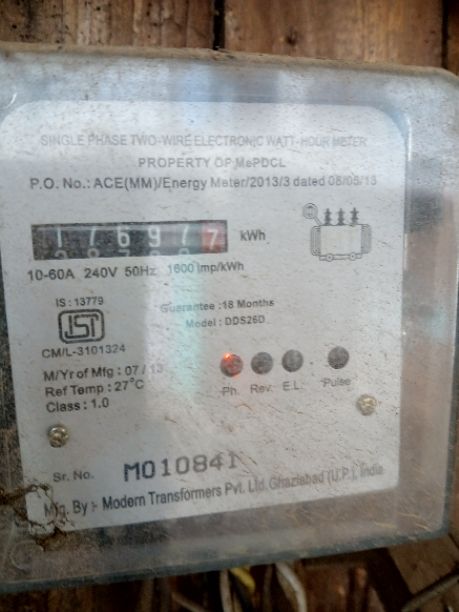 SINGLE PHASE TWO-WIRE ELECTRONIC WATT-HOUR METER
PROPERTY OF MePDCL
P.O. No.: ACE(MM)/Energy Meter/2013/3 dated 08/05/13
17697 7 kWh
10-60A 240V 50Hz 1600 imp/kWh
IS : 13779
Guarantee : 18 Months
Model : DDS26D
ISI
CM/L-3101324
M/Yr of Mfg : 07 / 13
Ref Temp : 27°C
Class : 1.0
Ph. Rev. E.L. Pulse
Sr. No. M010841
Mfg. By :- Modern Transformers Pvt. Ltd. Ghaziabad (U.P.), India